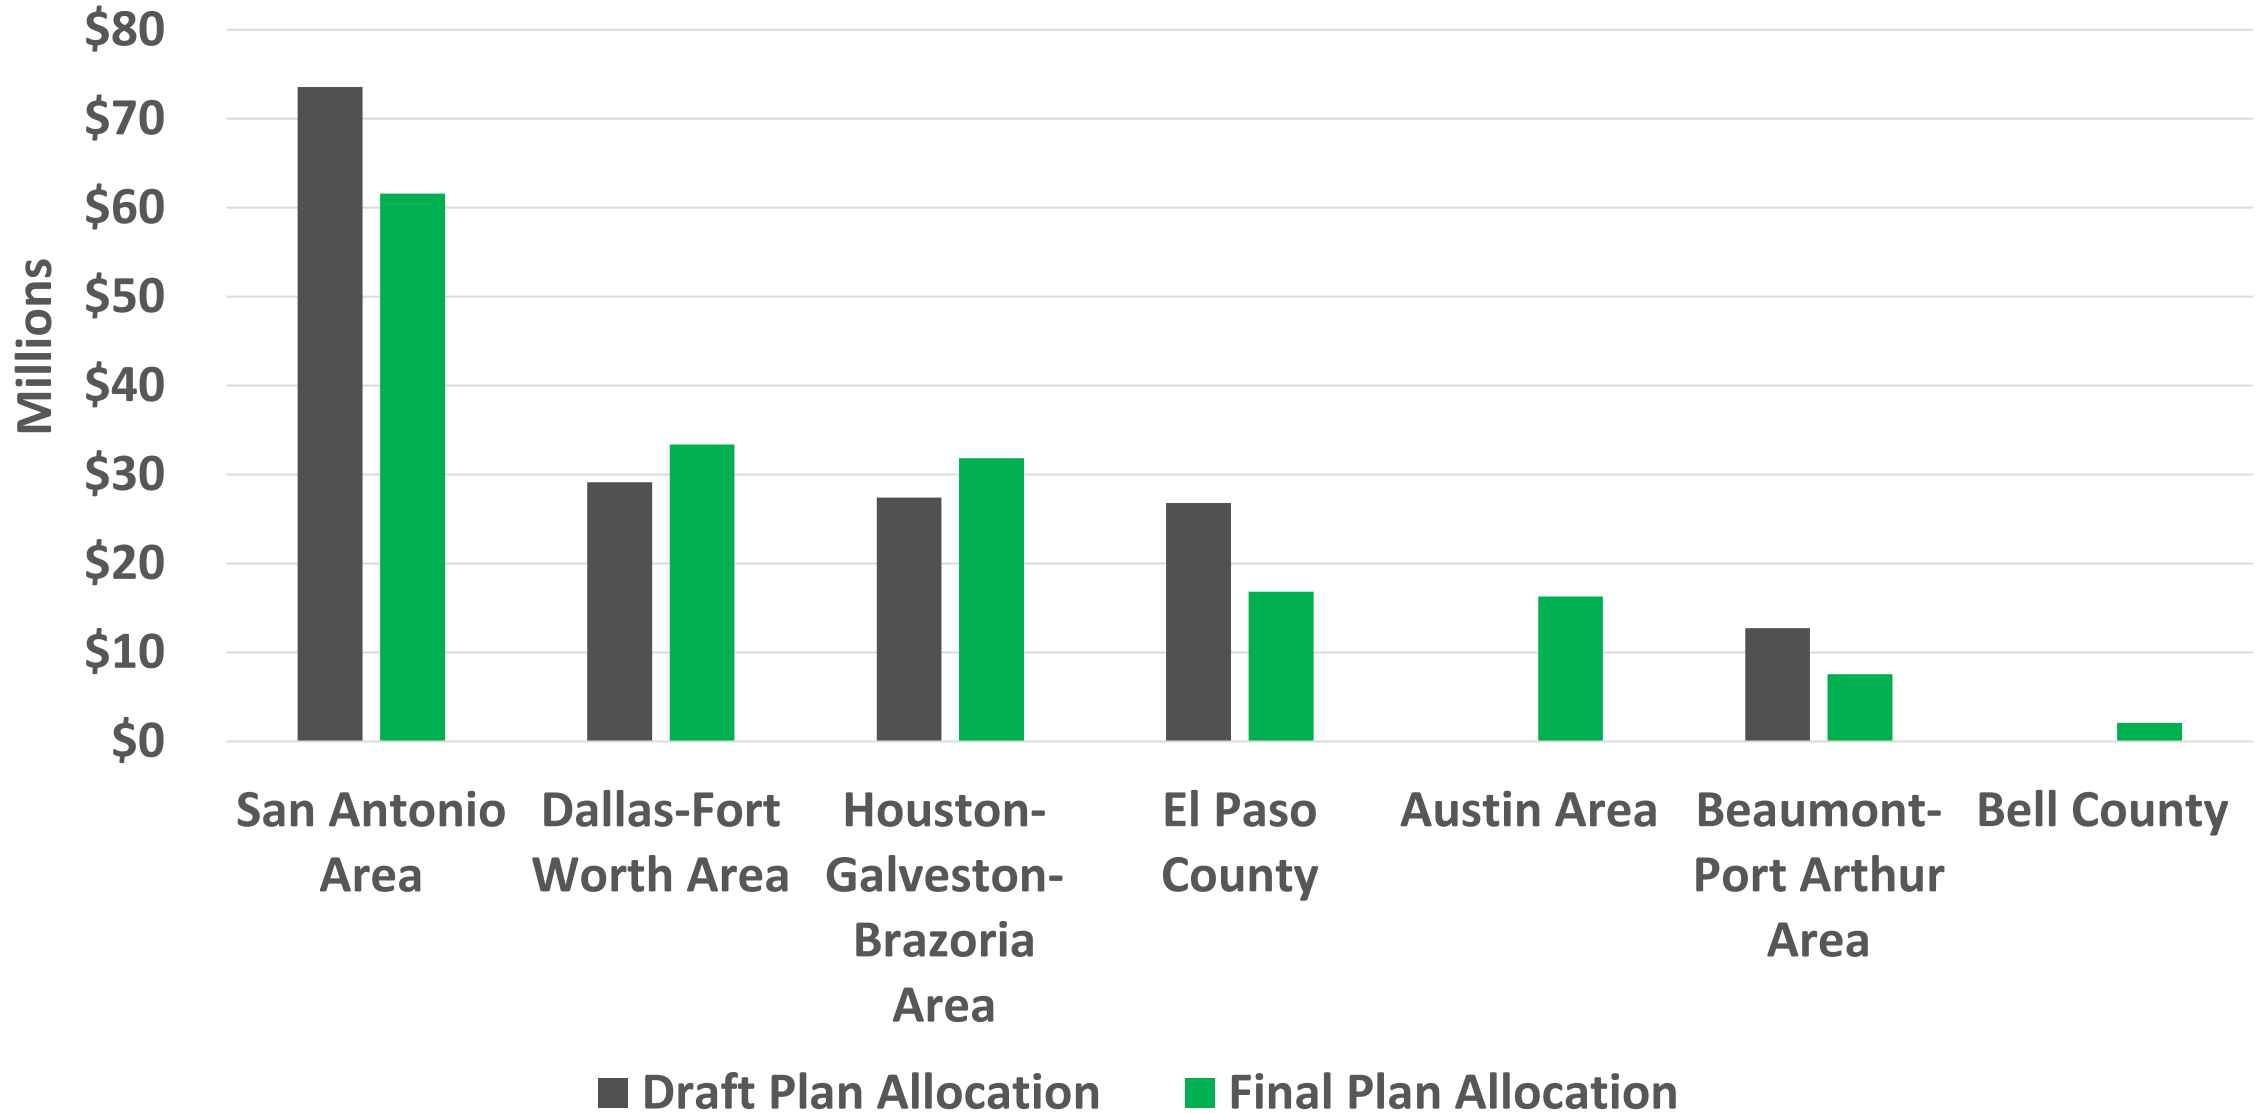 $80
$70
$60
$50
$40
$30
$20
$10
$0
Millions
San Antonio
Area
Dallas-Fort
Worth Area
Houston-
Galveston-
Brazoria
Area
El Paso
County
Austin Area
Beaumont-
Port Arthur
Area
Bell County
Draft Plan Allocation
Final Plan Allocation